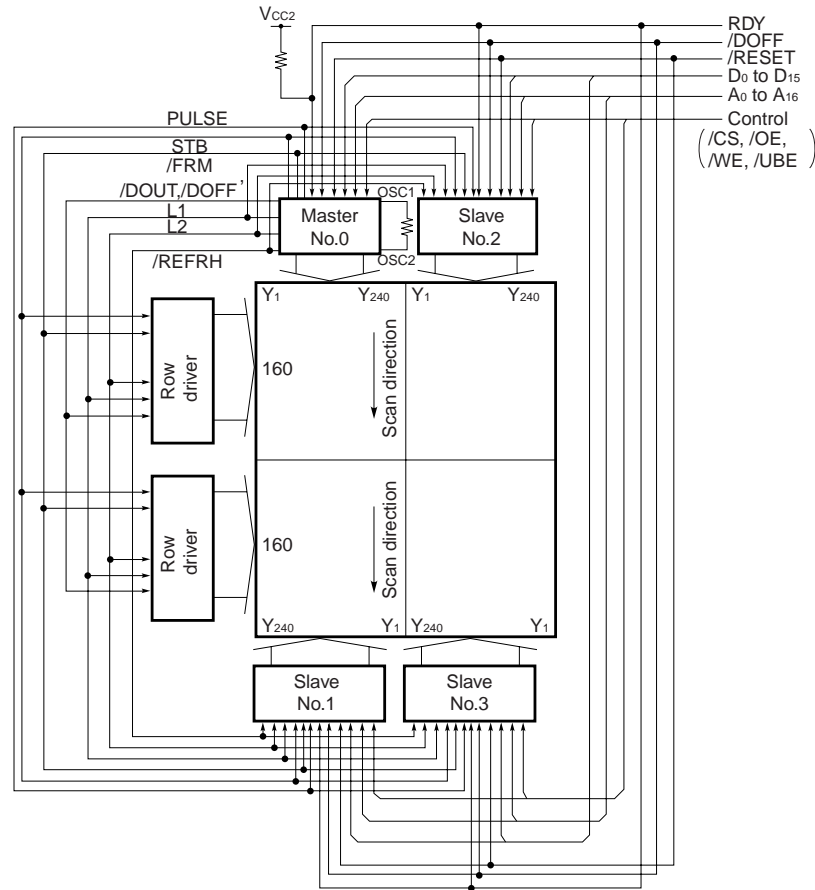 VCC2
RDY
/DOFF
/RESET
D0 to D15
A0 to A16
Control
(/CS, /OE,
/WE, /UBE)
PULSE
STB
/FRM
/DOUT,/DOFF'
L1
L2
/REFRH
OSC1
OSC2
Master
No.0
Slave
No.2
Y1
Y240
Y1
Y240
Row
driver
160
Scan direction
Row
driver
160
Scan direction
Y240
Y1
Y240
Y1
Slave
No.1
Slave
No.3